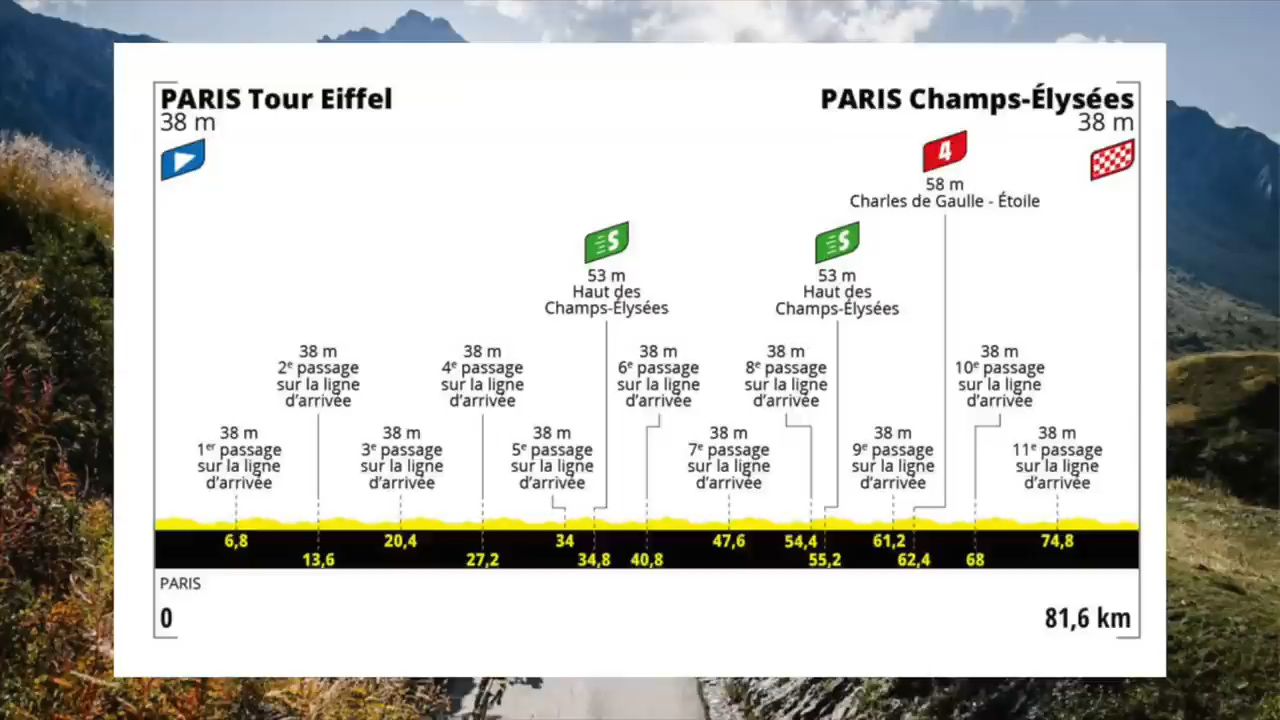 PARIS Tour Eiffel
38 m
PARIS Champs-Élysées
38 m
4
58 m
Charles de Gaulle - Étoile
S
53 m
Haut des
Champs-Élysées
S
53 m
Haut des
Champs-Élysées
38 m
2e passage
sur la ligne
d'arrivée
38 m
4e passage
sur la ligne
d'arrivée
38 m
6e passage
sur la ligne
d'arrivée
38 m
8e passage
sur la ligne
d'arrivée
38 m
10e passage
sur la ligne
d'arrivée
38 m
1er passage
sur la ligne
d'arrivée
38 m
3e passage
sur la ligne
d'arrivée
38 m
5e passage
sur la ligne
d'arrivée
38 m
7e passage
sur la ligne
d'arrivée
38 m
9e passage
sur la ligne
d'arrivée
38 m
11e passage
sur la ligne
d'arrivée
6,8 20,4 34 47,6 54,4 61,2 74,8
13,6 27,2 34,8 40,8 55,2 62,4 68
PARIS
0 81,6 km